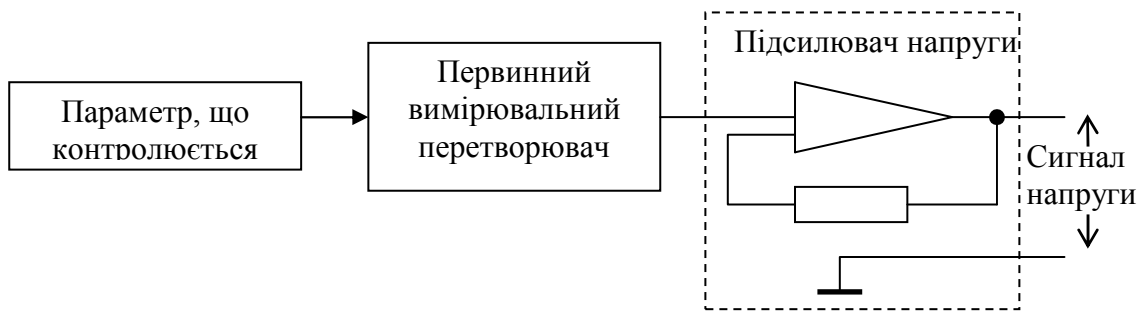 Параметр, що
контролюється
Первинний
вимірювальний
перетворювач
Підсилювач напруги
Сигнал
напруги